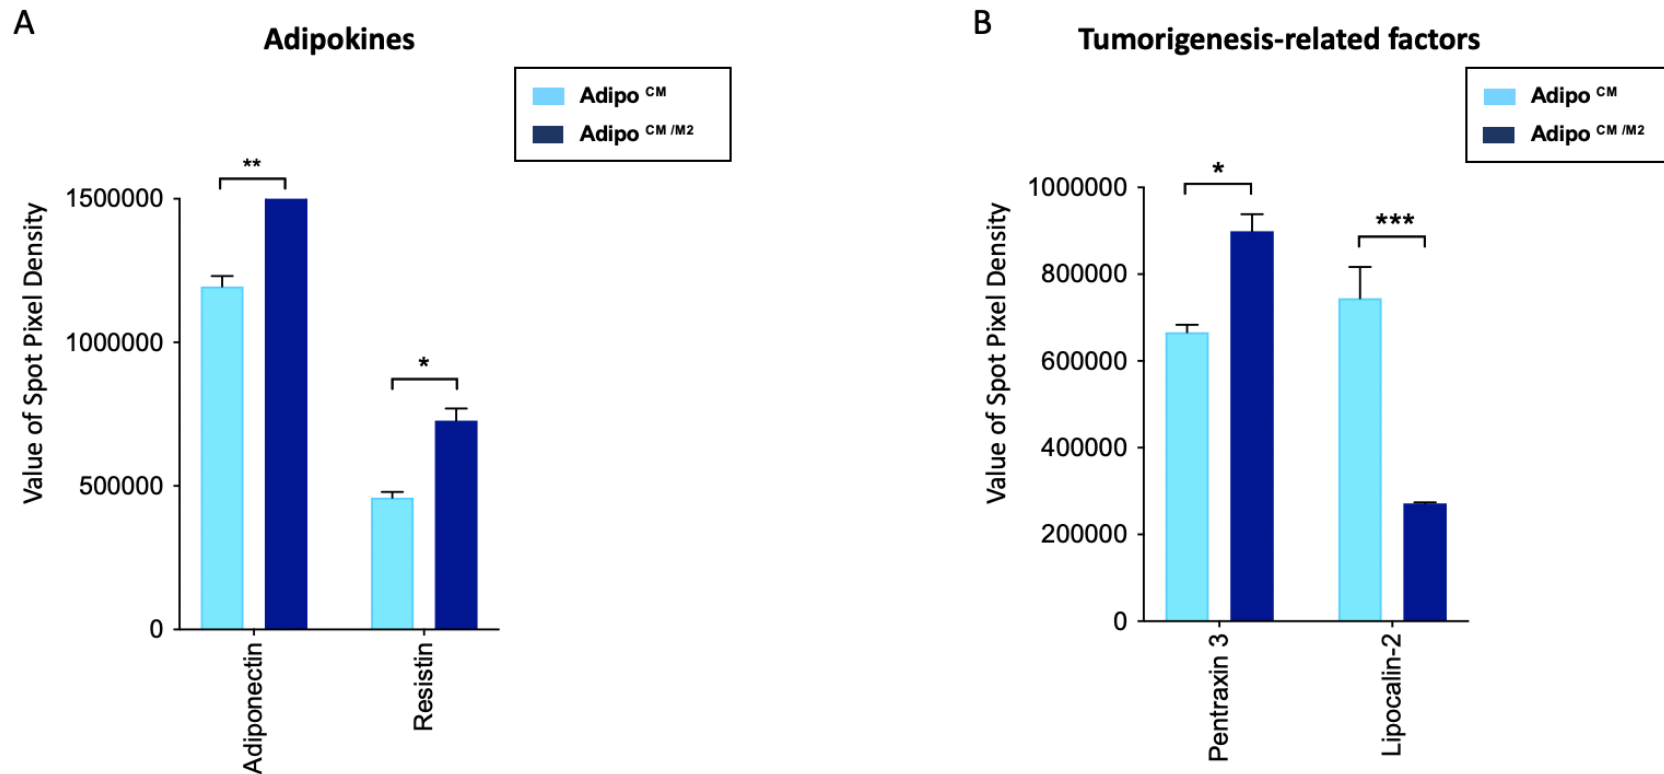 A
Adipokines
Adipo CM
Adipo CM /M2
**
*
Value of Spot Pixel Density
1500000
1000000
500000
0
Adiponectin
Resistin
B
Tumorigenesis-related factors
Adipo CM
Adipo CM /M2
*
***
Value of Spot Pixel Density
1000000
800000
600000
400000
200000
0
Pentraxin 3
Lipocalin-2